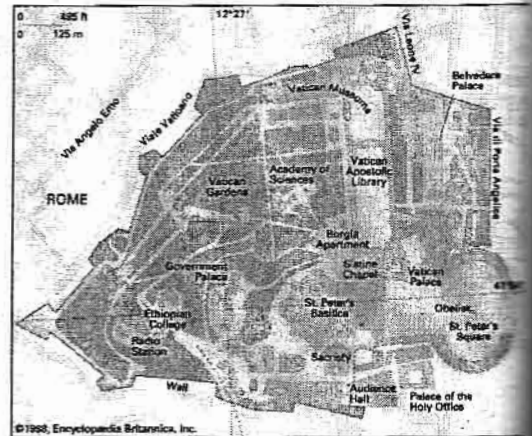 0 495 ft
0 125 m
12°27'
Via Leone IV
Belvedere
Palace
Vatican Museums
Viale Vaticano
Via Angelo Emo
Via di Porta Angelica
ROME
Vatican
Gardens
Academy of
Sciences
Vatican
Apostolic
Library
Borgia
Apartment
Sistine
Chapel
Government
Palace
Vatican
Palace
Ethiopian
College
St. Peter's
Basilica
Obelisk
St. Peter's
Square
Radio
Station
Sacristy
Wall
Audience
Hall
Palace of the
Holy Office
©1998, Encyclopædia Britannica, Inc.